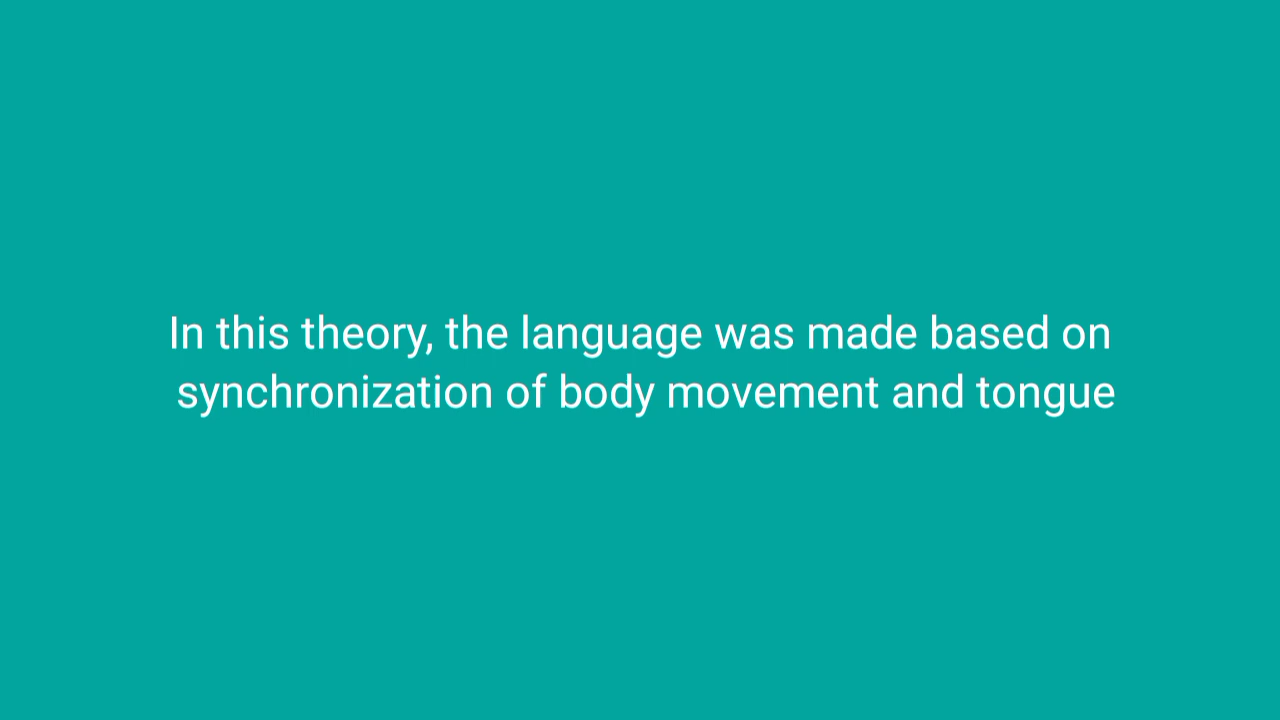 In this theory, the language was made based on
synchronization of body movement and tongue